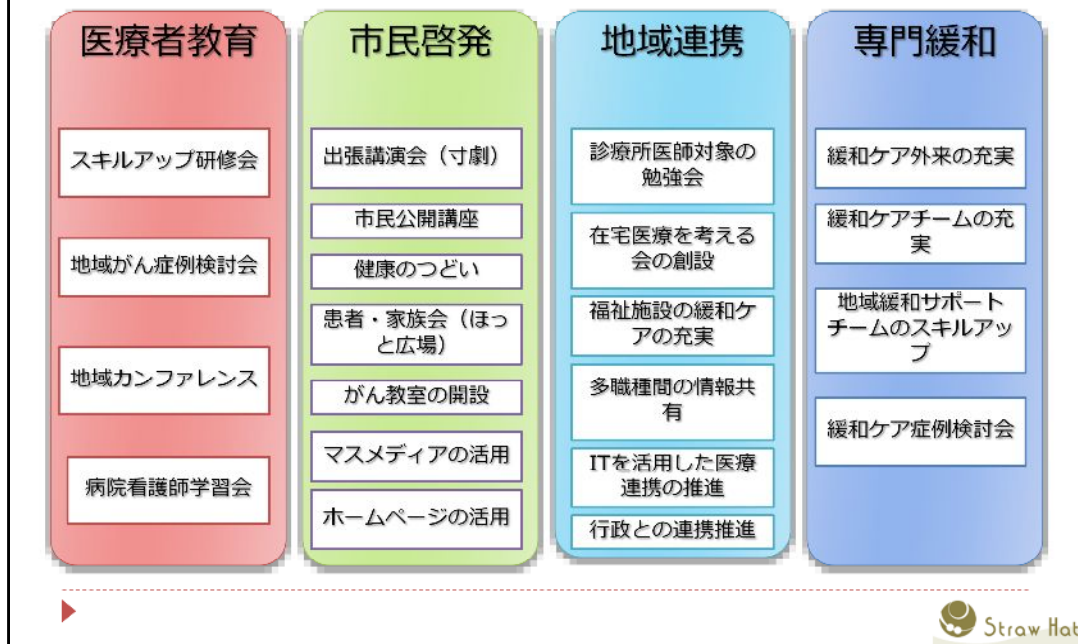 医療者教育
スキルアップ研修会
地域がん症例検討会
地域カンファレンス
病院看護師学習会
市民啓発
出張講演会（寸劇）
市民公開講座
健康のつどい
患者・家族会（ほっ
と広場）
がん教室の開設
マスメディアの活用
ホームページの活用
地域連携
診療所医師対象の
勉強会
在宅医療を考える
会の創設
福祉施設の緩和ケ
アの充実
多職種間の情報共
有
ITを活用した医療
連携の推進
行政との連携推進
専門緩和
緩和ケア外来の充実
緩和ケアチームの充
実
地域緩和サポート
チームのスキルアッ
プ
緩和ケア症例検討会
Straw Hat